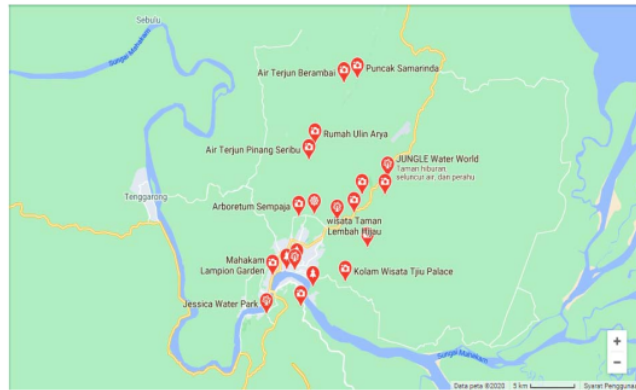 Sebulu
Sungai Mahakam
Air Terjun Berambai
Puncak Samarinda
Rumah Ulin Arya
Air Terjun Pinang Seribu
JUNGLE Water World
Taman hiburan,
seluncur air, dan perahu
Tenggarong
Arboretum Sempaja
wisata Taman
Lembah Hijau
Mahakam
Lampion Garden
Kolam Wisata Tjiu Palace
Jessica Water Park
Sungai Mahakam
+
−
Data peta ©2020
5 km
Syarat Pengguna